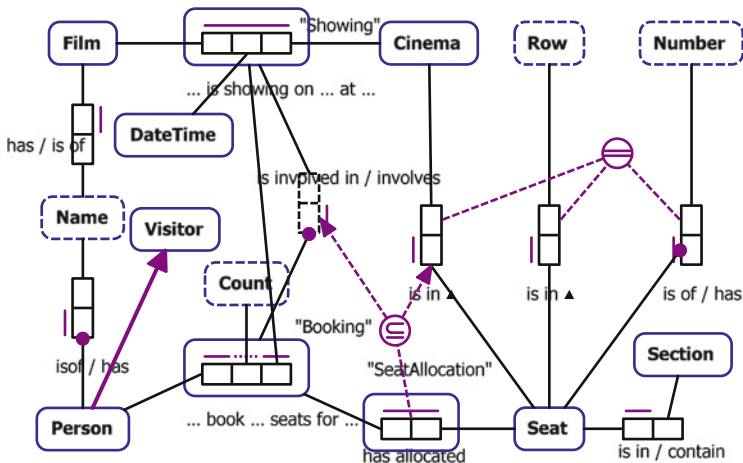 "Showing"
Film
Cinema
Row
Number
... is showing on ... at ...
DateTime
has / is of
is involved in / involves
Name
Visitor
Count
is in ▲
is in ▲
is of / has
"Booking"
"SeatAllocation"
isof / has
Section
... book ... seats for ...
Person
Seat
has allocated
is in / contain